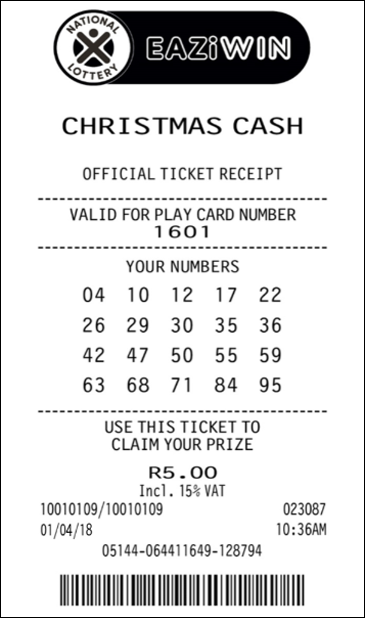 NATIONAL
LOTTERY
EAZiWIN
CHRISTMAS CASH
OFFICIAL TICKET RECEIPT
VALID FOR PLAY CARD NUMBER
1601
YOUR NUMBERS
04 10 12 17 22
26 29 30 35 36
42 47 50 55 59
63 68 71 84 95
USE THIS TICKET TO
CLAIM YOUR PRIZE
R5.00
Incl. 15% VAT
10010109/10010109 023087
01/04/18 10:36AM
05144-064411649-128794